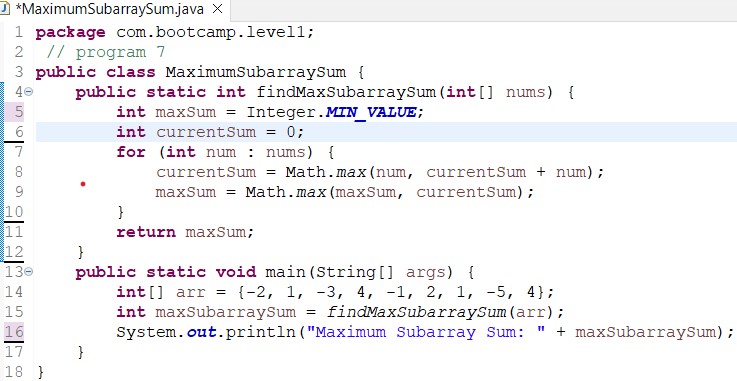 *MaximumSubarraySum.java
1 package com.bootcamp.level1;
2 // program 7
3 public class MaximumSubarraySum {
4 public static int findMaxSubarraySum(int[] nums) {
5 int maxSum = Integer.MIN_VALUE;
6 int currentSum = 0;
7 for (int num : nums) {
8 currentSum = Math.max(num, currentSum + num);
9 maxSum = Math.max(maxSum, currentSum);
10 }
11 return maxSum;
12 }
13 public static void main(String[] args) {
14 int[] arr = {-2, 1, -3, 4, -1, 2, 1, -5, 4};
15 int maxSubarraySum = findMaxSubarraySum(arr);
16 System.out.println("Maximum Subarray Sum: " + maxSubarraySum);
17 }
18 }